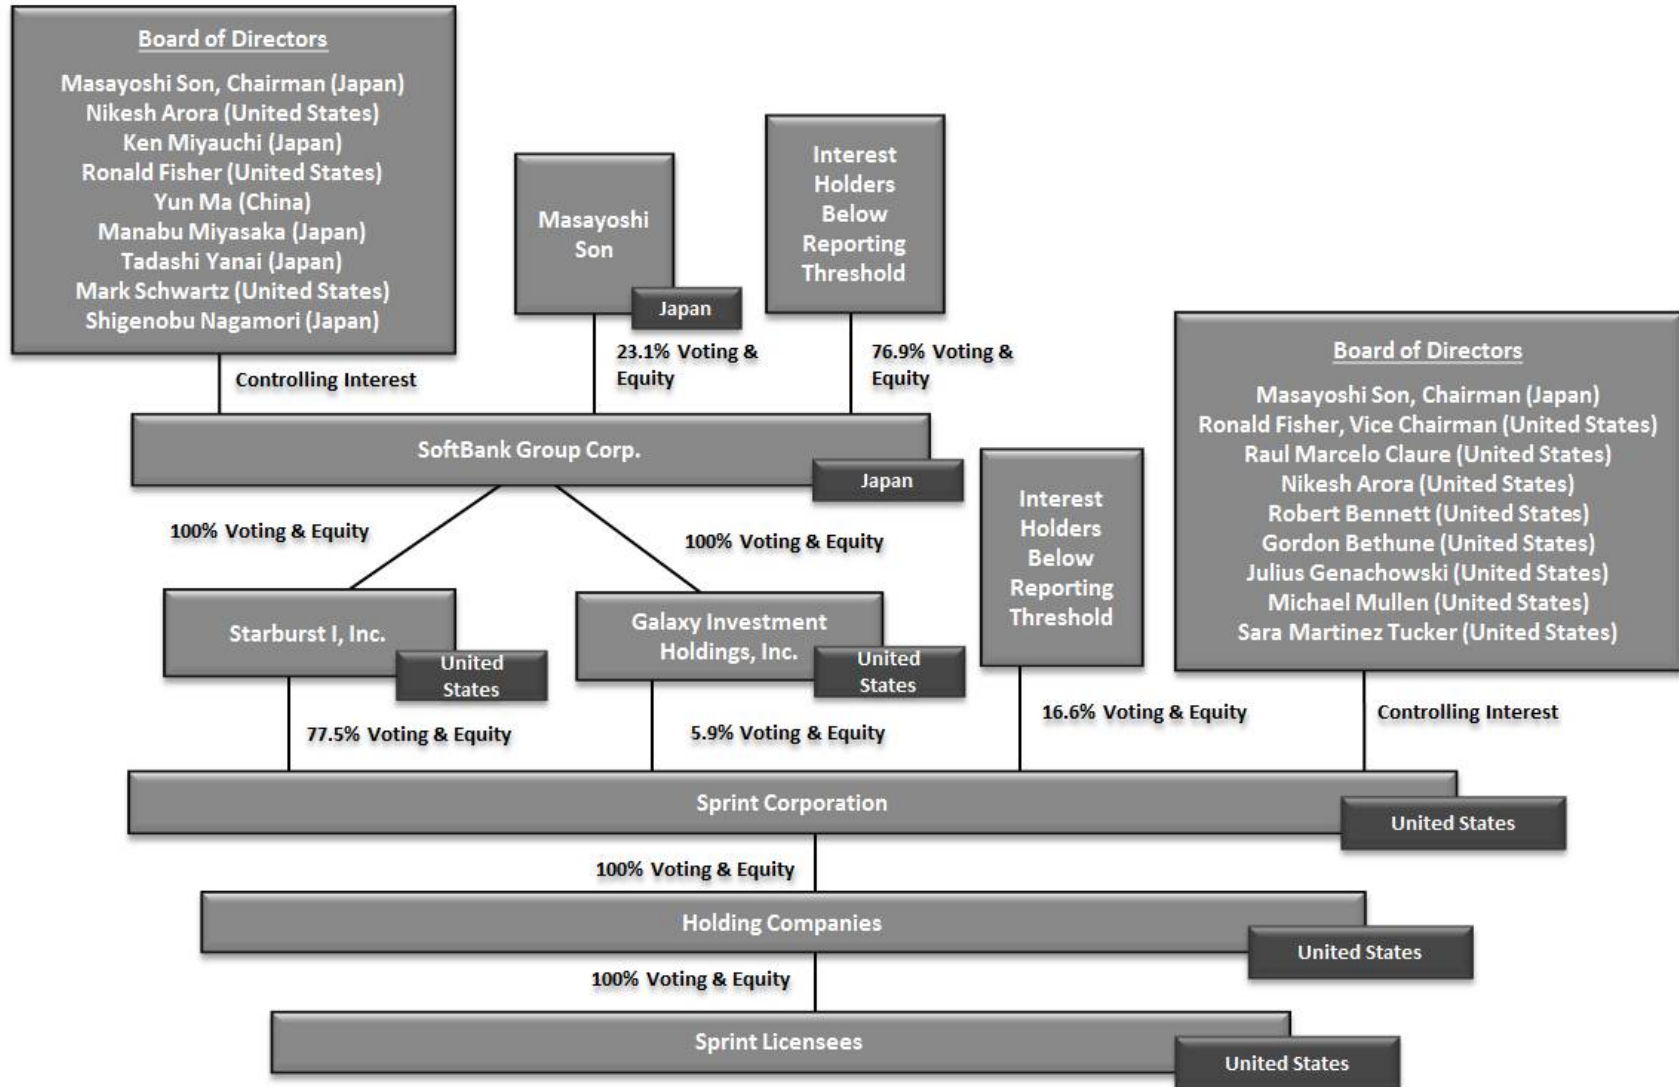 Board of Directors
Masayoshi Son, Chairman (Japan)
Nikesh Arora (United States)
Ken Miyauchi (Japan)
Ronald Fisher (United States)
Yun Ma (China)
Manabu Miyasaka (Japan)
Tadashi Yanai (Japan)
Mark Schwartz (United States)
Shigenobu Nagamori (Japan)
Controlling Interest
Masayoshi
Son
Japan
23.1% Voting &
Equity
Interest
Holders
Below
Reporting
Threshold
76.9% Voting &
Equity
SoftBank Group Corp.
Japan
100% Voting & Equity
100% Voting & Equity
Starburst I, Inc.
United
States
77.5% Voting & Equity
Galaxy Investment
Holdings, Inc.
United
States
5.9% Voting & Equity
Interest
Holders
Below
Reporting
Threshold
16.6% Voting & Equity
Board of Directors
Masayoshi Son, Chairman (Japan)
Ronald Fisher, Vice Chairman (United States)
Raul Marcelo Claure (United States)
Nikesh Arora (United States)
Robert Bennett (United States)
Gordon Bethune (United States)
Julius Genachowski (United States)
Michael Mullen (United States)
Sara Martinez Tucker (United States)
Controlling Interest
Sprint Corporation
United States
100% Voting & Equity
Holding Companies
United States
100% Voting & Equity
Sprint Licensees
United States